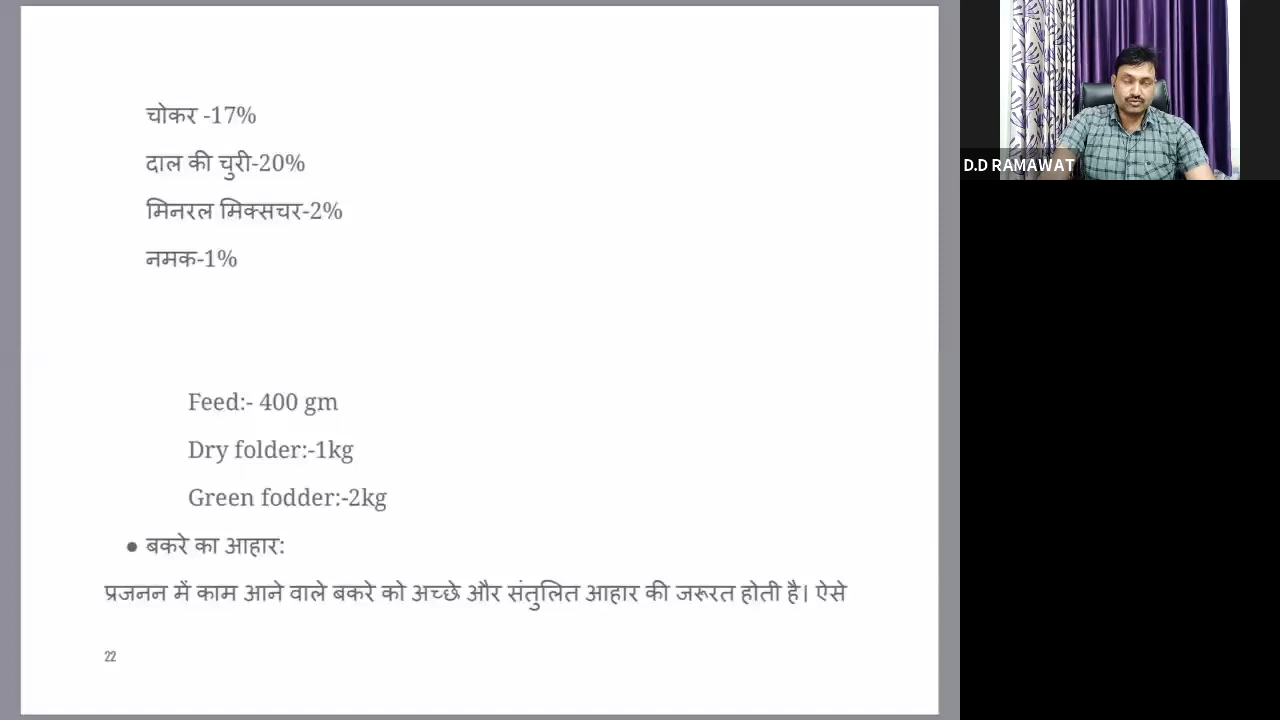 चोकर -17%
दाल की चुरी-20%
मिनरल मिक्सचर-2%
नमक-1%
Feed:- 400 gm
Dry folder:-1kg
Green fodder:-2kg
● बकरे का आहार:
प्रजनन में काम आने वाले बकरे को अच्छे और संतुलित आहार की जरूरत होती है। ऐसे
22
D.D RAMAWAT